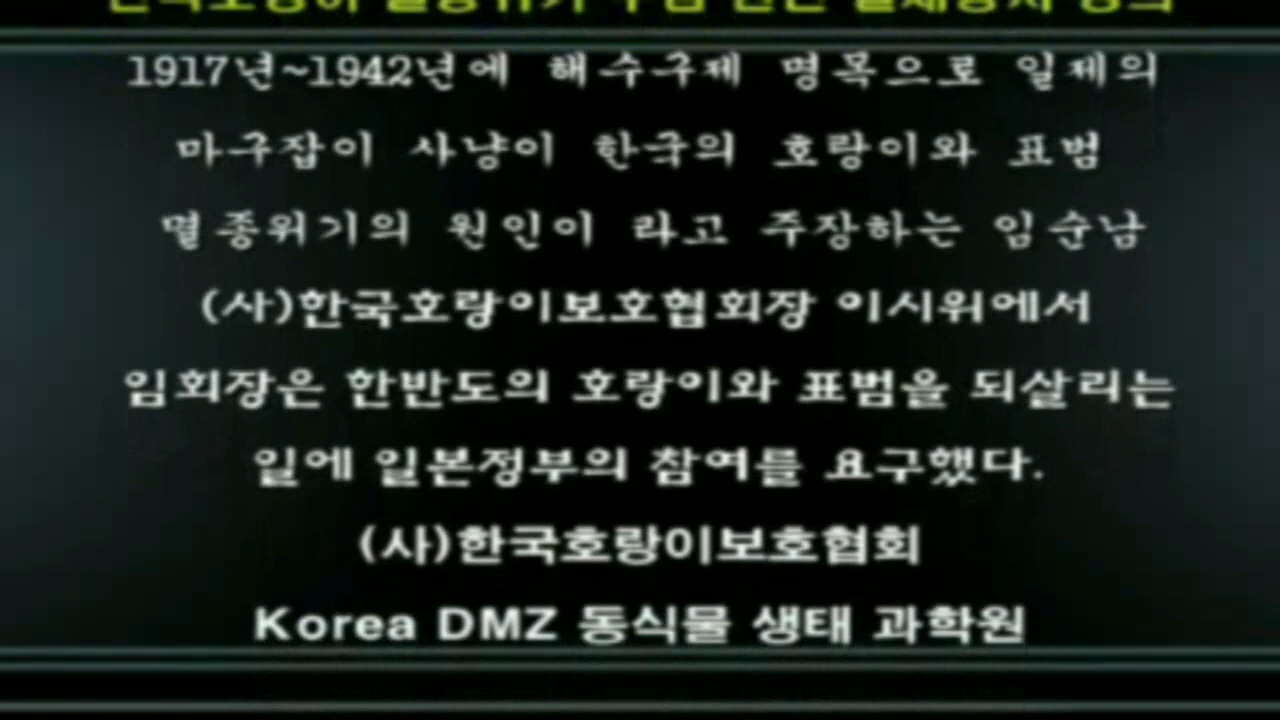 1917년~1942년에 해수구제 명목으로 일제의
마구잡이 사냥이 한국의 호랑이와 표범
멸종위기의 원인이 라고 주장하는 임순남
(사)한국호랑이보호협회장 이시위에서
임회장은 한반도의 호랑이와 표범을 되살리는
일에 일본정부의 참여를 요구했다.
(사)한국호랑이보호협회
Korea DMZ 동식물 생태 과학원